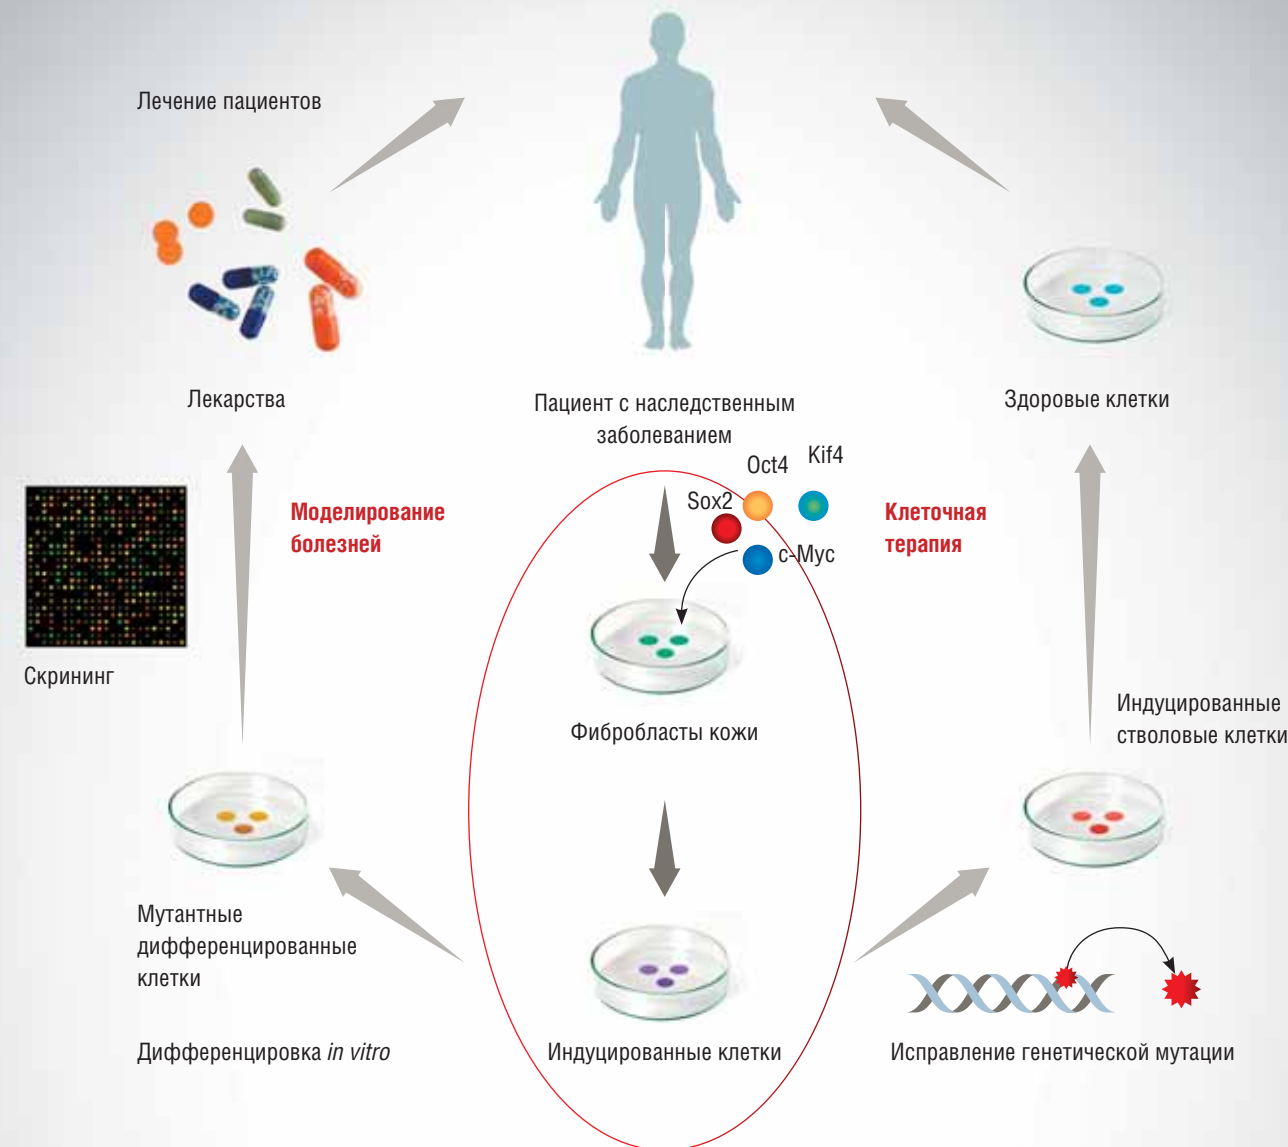 Лечение пациентов
Лекарства
Пациент с наследственным
заболеванием
Здоровые клетки
Oct4
Kif4
Sox2
c-Myc
Моделирование
болезней
Клеточная
терапия
Скрининг
Фибробласты кожи
Индуцированные
стволовые клетки
Мутантные
дифференцированные
клетки
Дифференцировка in vitro
Индуцированные клетки
Исправление генетической мутации